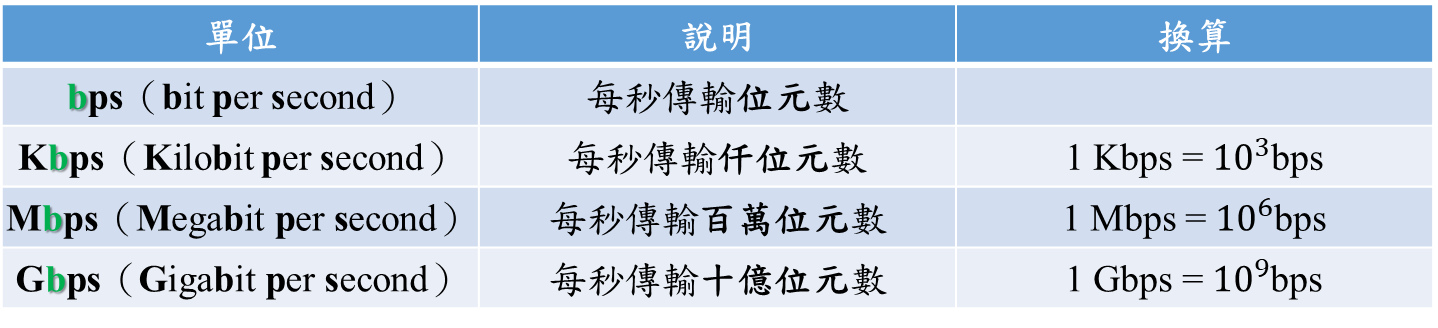 單位 說明 換算
bps（bit per second） 每秒傳輸位元數
Kbps（Kilobit per second） 每秒傳輸仟位元數 1 Kbps = 10³bps
Mbps（Megabit per second） 每秒傳輸百萬位元數 1 Mbps = 10⁶bps
Gbps（Gigabit per second） 每秒傳輸十億位元數 1 Gbps = 10⁹bps